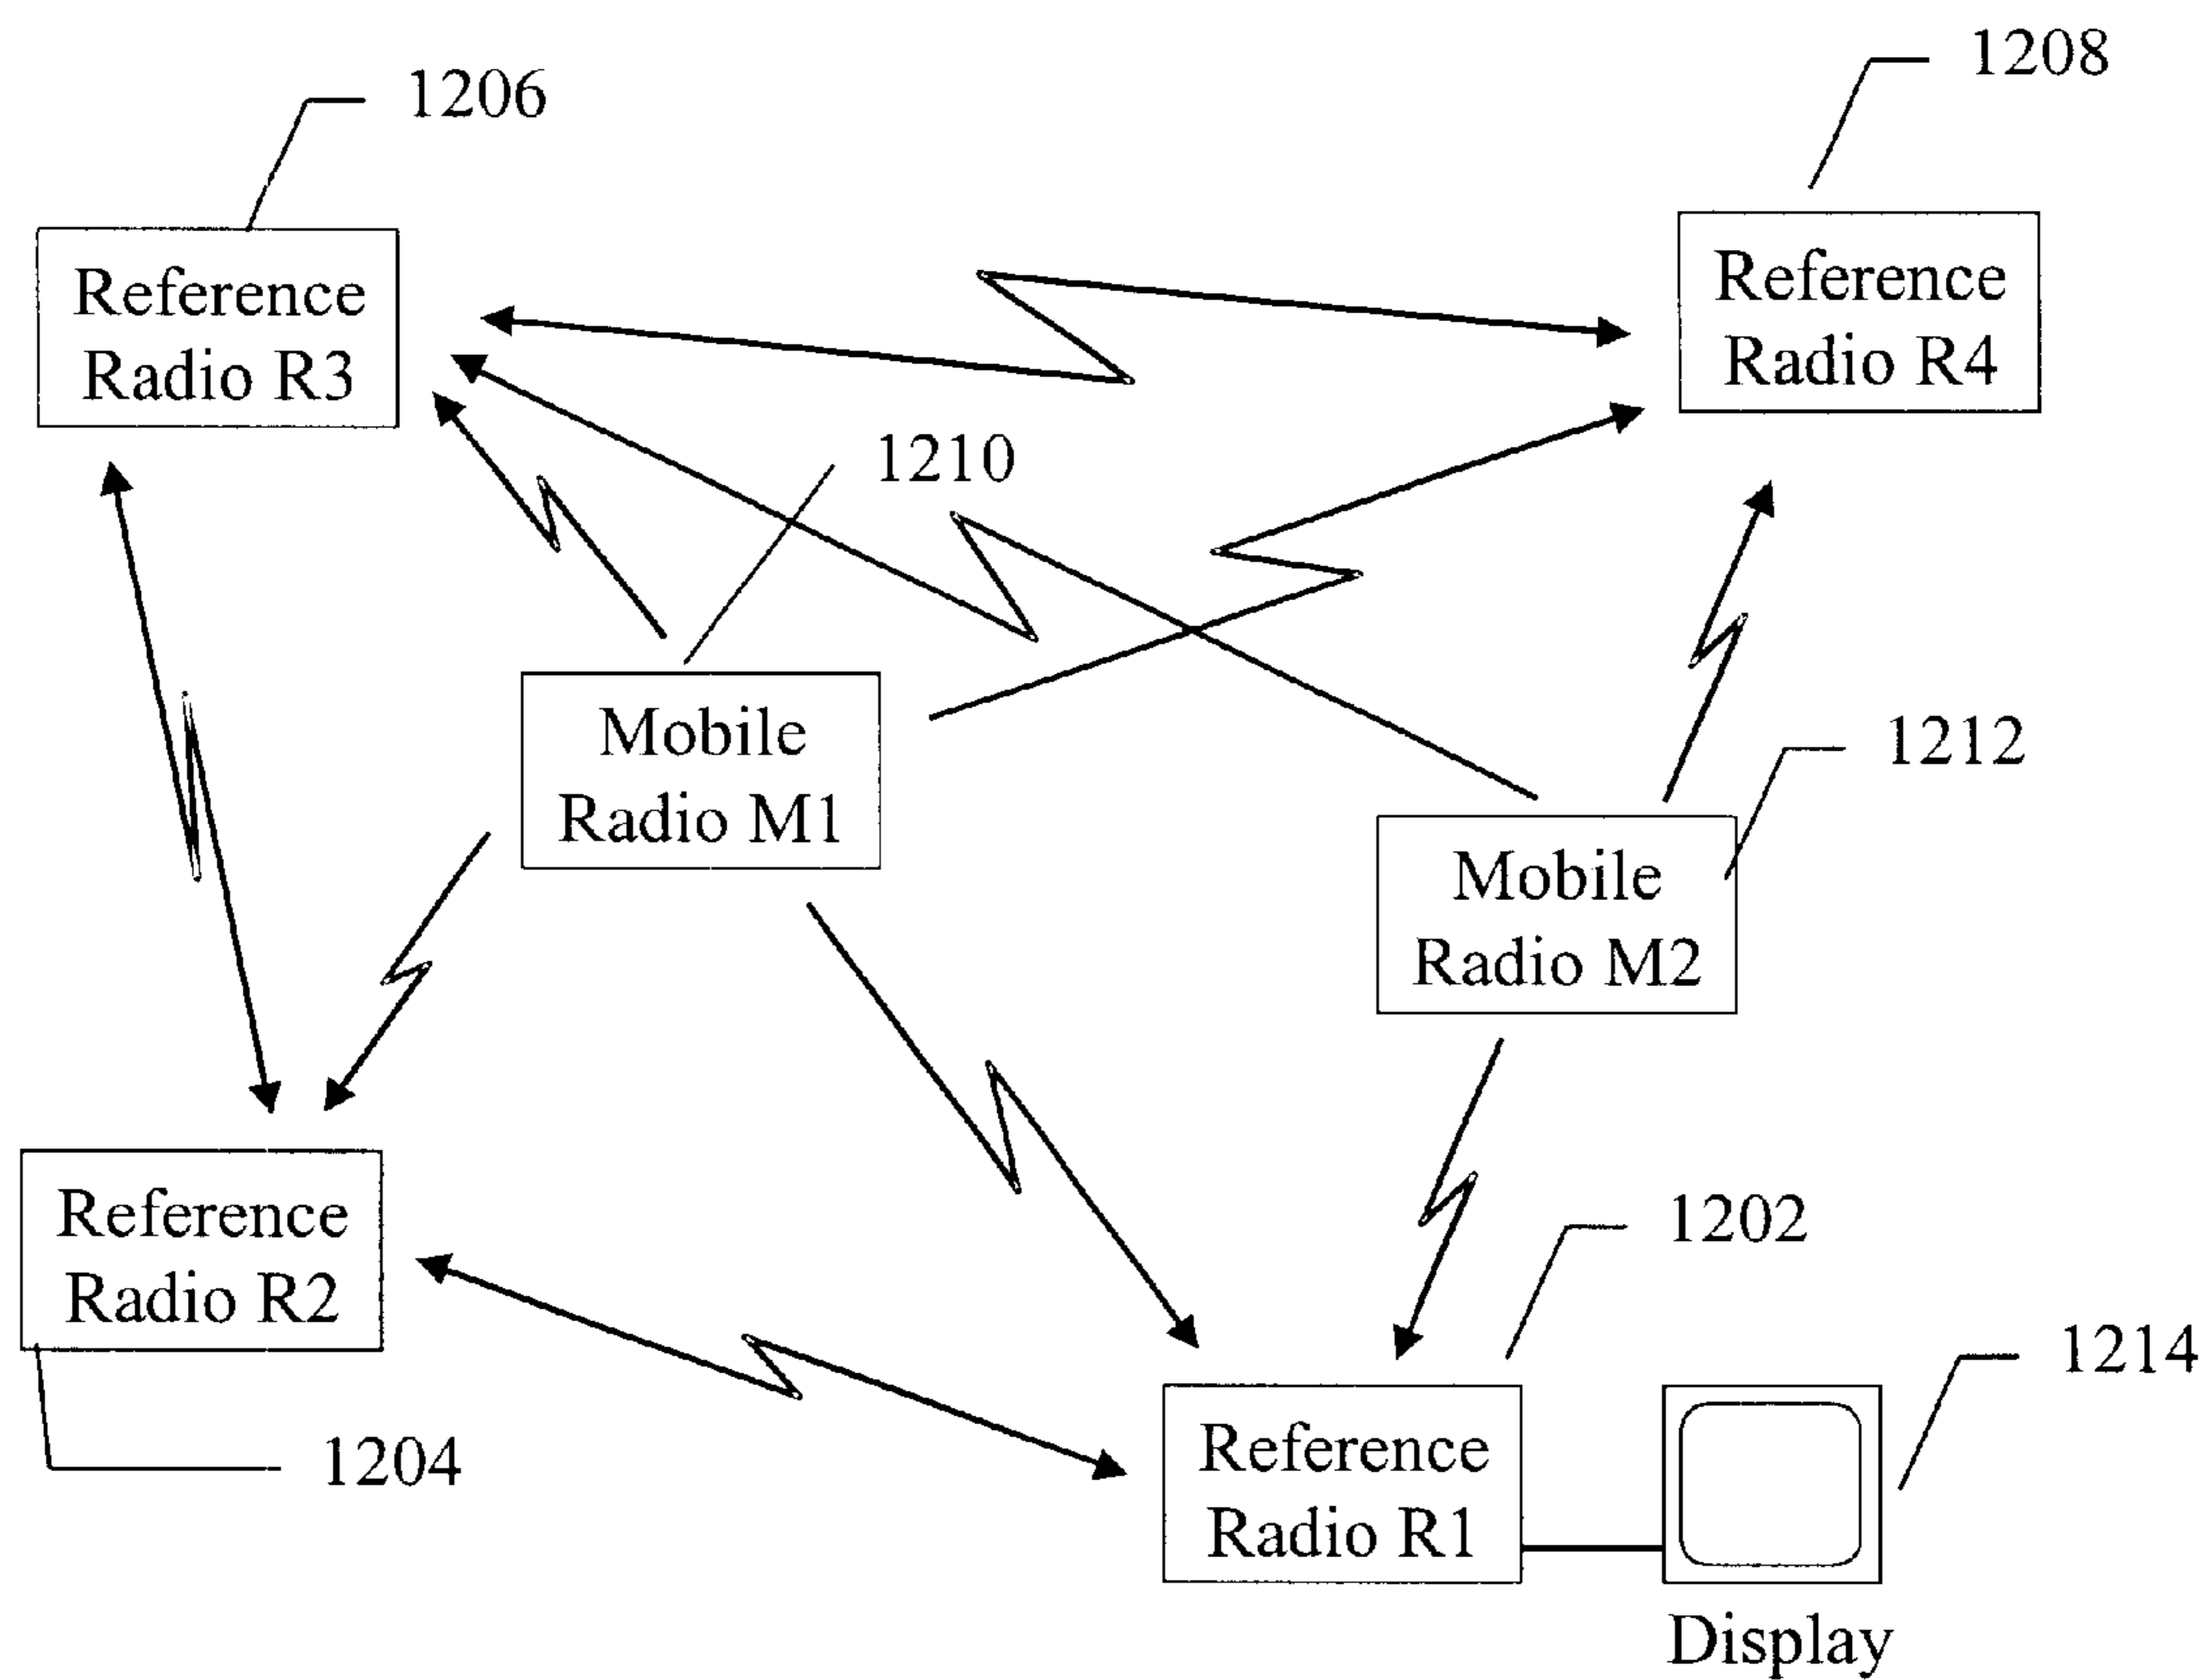 1208
1206
Reference
Radio R3
Reference
Radio R4
1210
Mobile
Radio M1
1212
Mobile
Radio M2
Reference
Radio R2
1202
1204
1214
Reference
Radio R1
Display